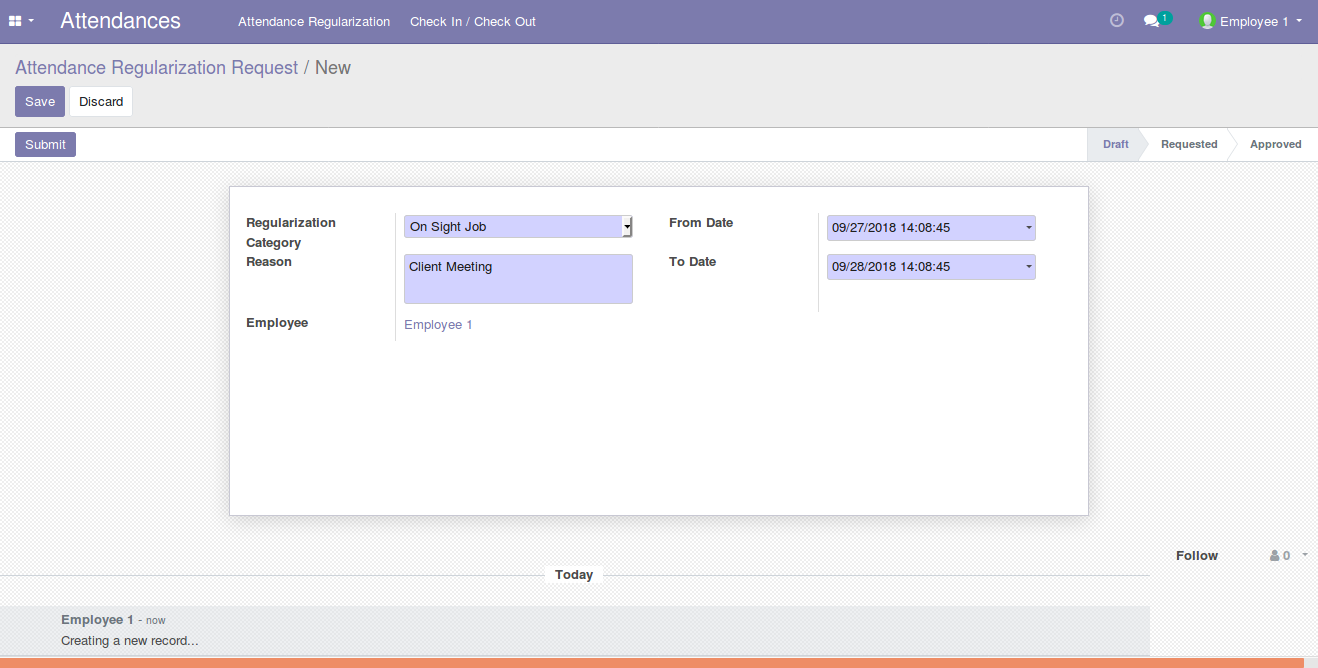 Attendances Attendance Regularization Check In / Check Out 1 Employee 1
Attendance Regularization Request / New
Save Discard
Submit Draft Requested Approved
Regularization Category On Sight Job From Date 09/27/2018 14:08:45
Reason Client Meeting To Date 09/28/2018 14:08:45
Employee Employee 1
Follow 0
Today
Employee 1 - now
Creating a new record...